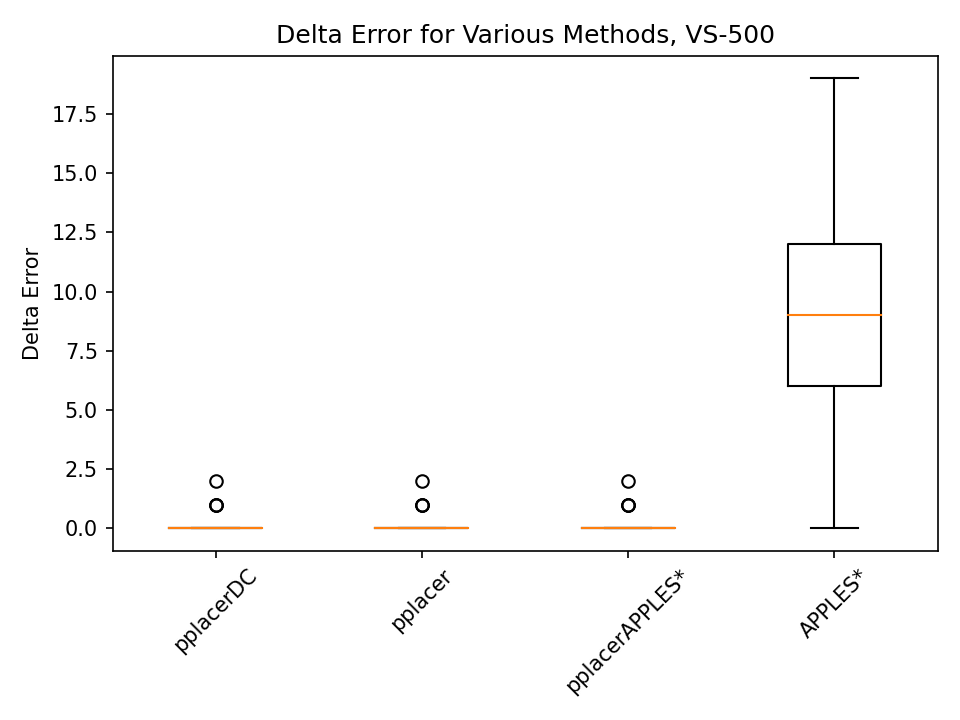 Delta Error for Various Methods, VS-500
Delta Error
17.5
15.0
12.5
10.0
7.5
5.0
2.5
0.0
pplacerDC
pplacer
pplacerAPPLES*
APPLES*